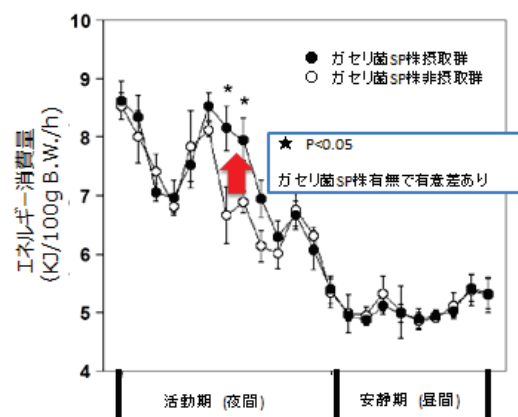 10
9
8
7
6
5
4
エネルギー消費量
(KJ/100g B.W./h)
● ガセリ菌SP株摂取群
○ ガセリ菌SP株非摂取群
* *
★ P<0.05
ガセリ菌SP株有無で有意差あり
活動期 (夜間)
安静期 (昼間)